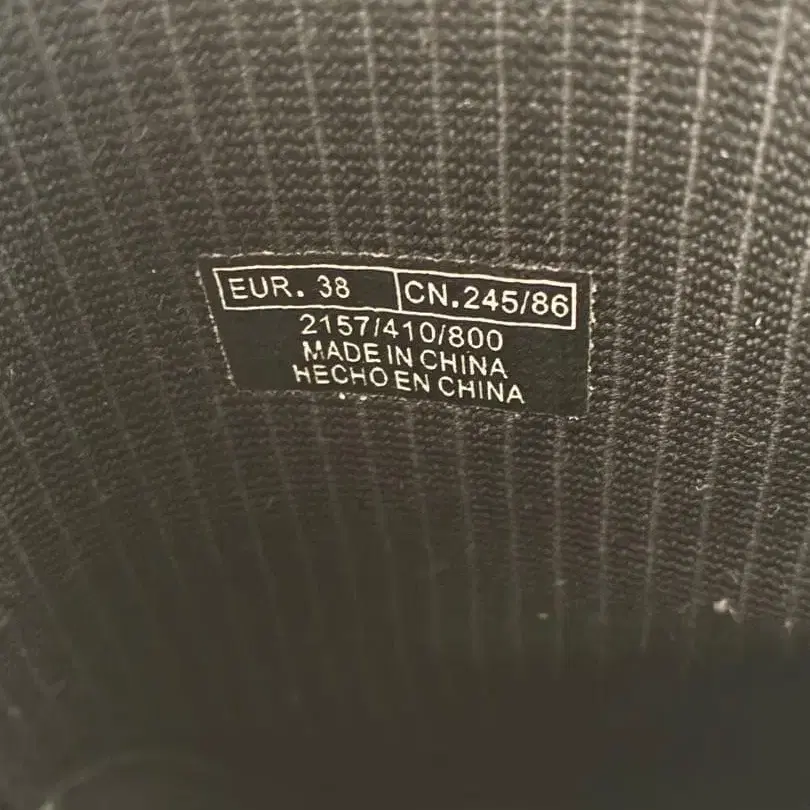 EUR. 38 CN.245/86
2157/410/800
MADE IN CHINA
HECHO EN CHINA